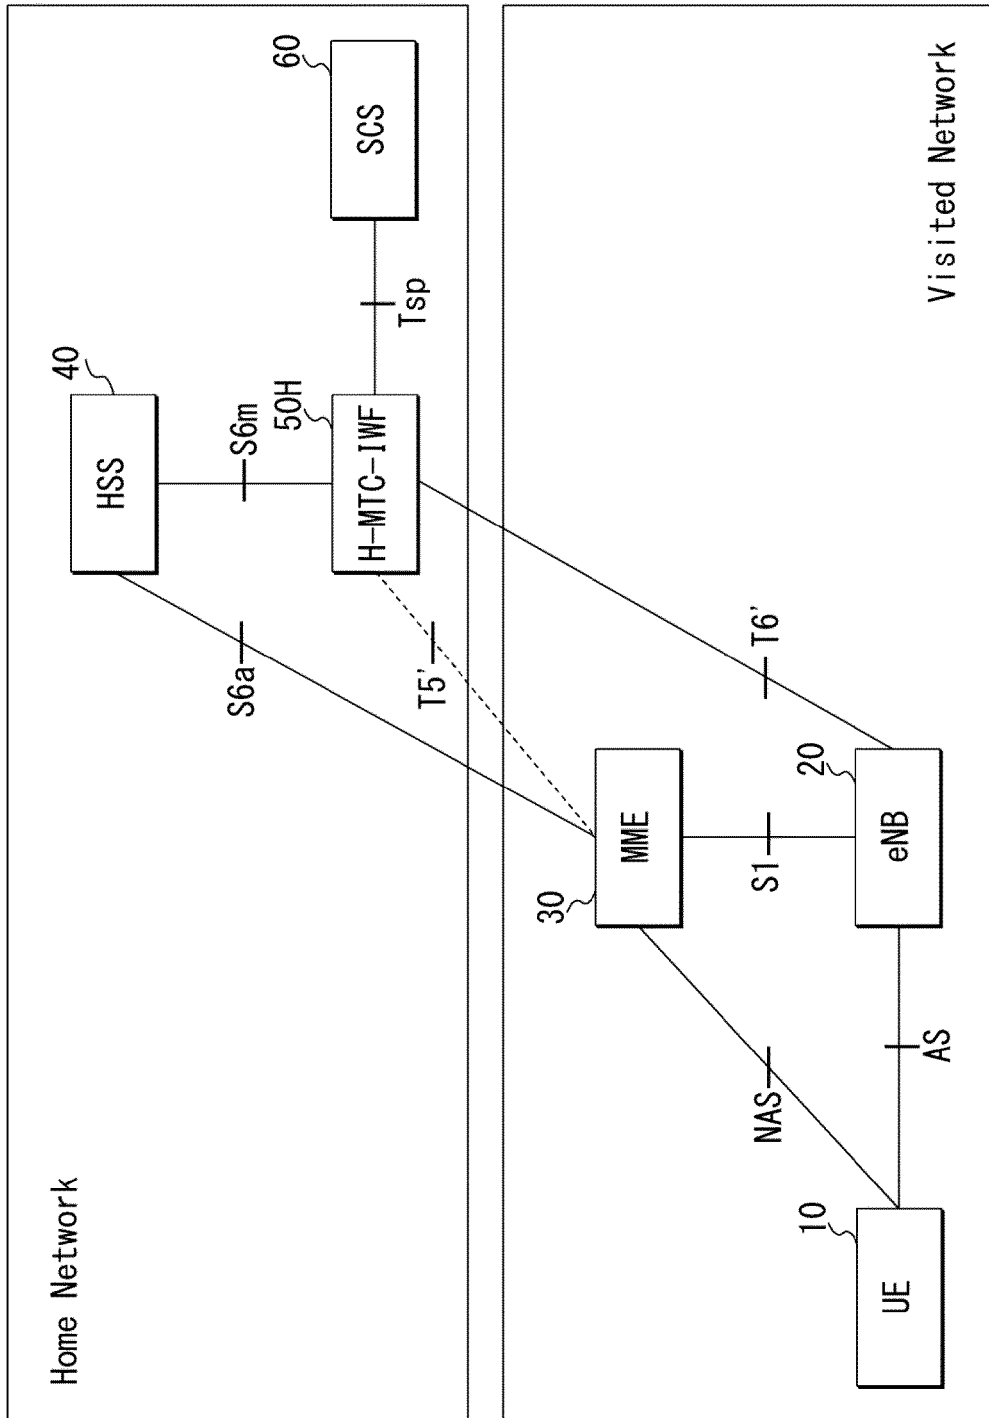 Home Network
40
HSS
S6a
S6m
60
SCS
Tsp
50H
H-MTC-IWF
T5'
T6'
30
MME
S1
20
eNB
NAS
AS
10
UE
Visited Network